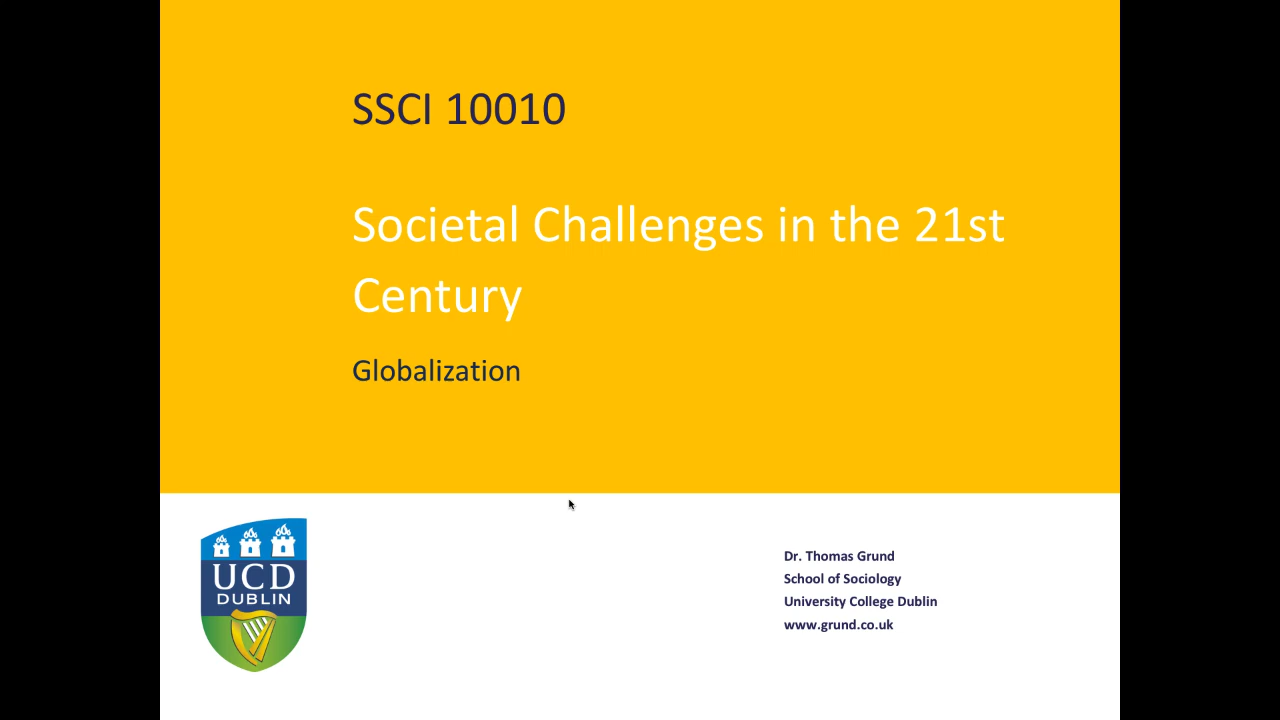 SSCI 10010
Societal Challenges in the 21st
Century
Globalization
UCD
DUBLIN
Dr. Thomas Grund
School of Sociology
University College Dublin
www.grund.co.uk